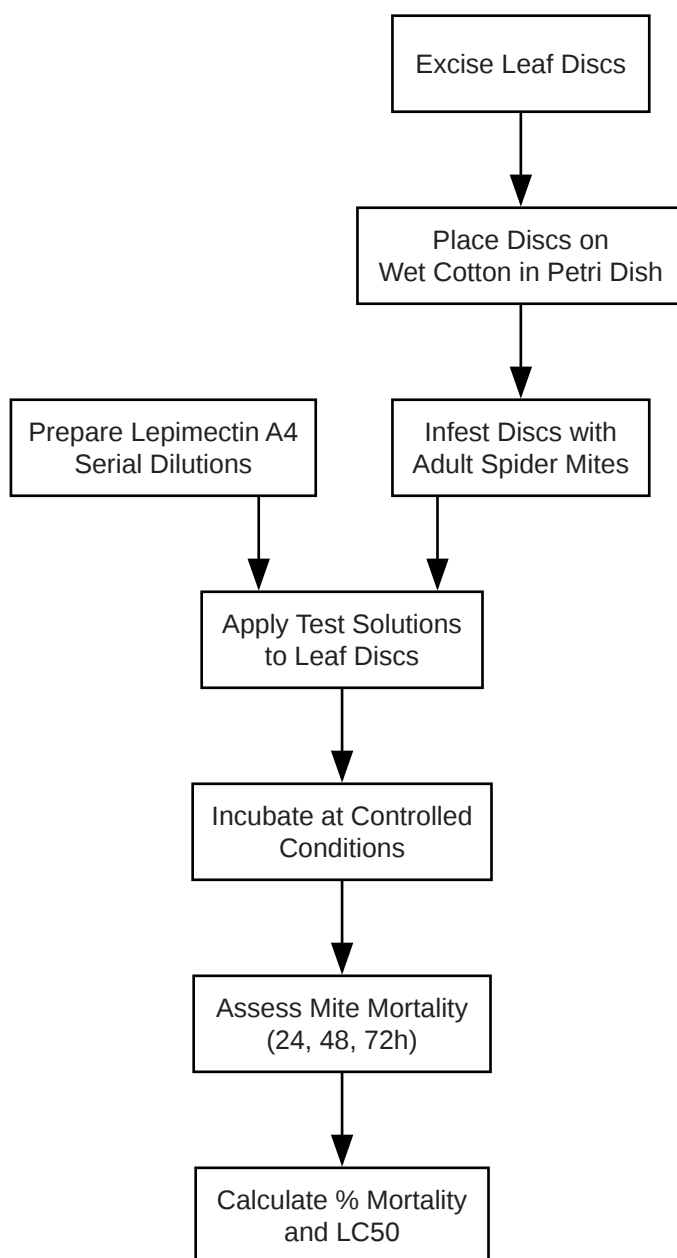 Excise Leaf Discs
Place Discs on
Wet Cotton in Petri Dish
Prepare Lepimectin A4
Serial Dilutions
Infest Discs with
Adult Spider Mites
Apply Test Solutions
to Leaf Discs
Incubate at Controlled
Conditions
Assess Mite Mortality
(24, 48, 72h)
Calculate % Mortality
and LC50